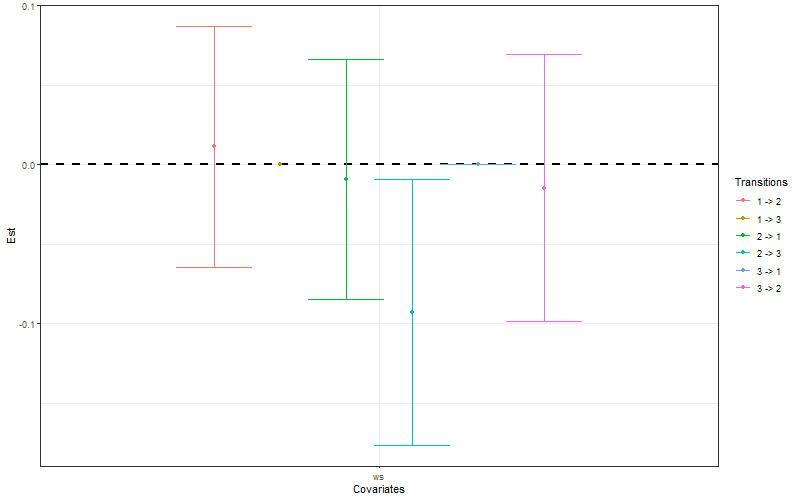 0.1
0.0
-0.1
Est
ws
Covariates
Transitions
1 -> 2
1 -> 3
2 -> 1
2 -> 3
3 -> 1
3 -> 2